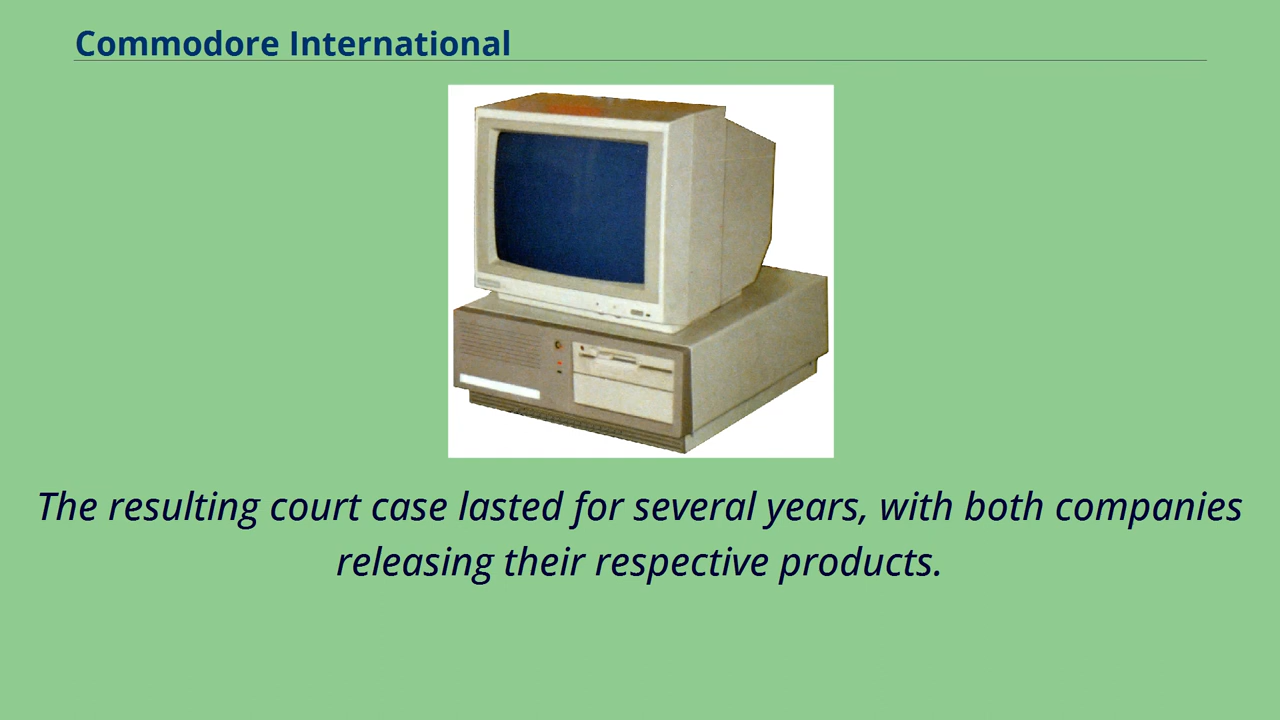 Commodore International
The resulting court case lasted for several years, with both companies
releasing their respective products.